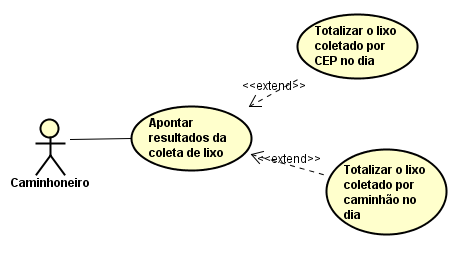 Totalizar o lixo
coletado por
CEP no dia
<<extend>>
Apontar
resultados da
coleta de lixo
<<extend>>
Totalizar o lixo
coletado por
caminhão no
dia
Caminhoneiro